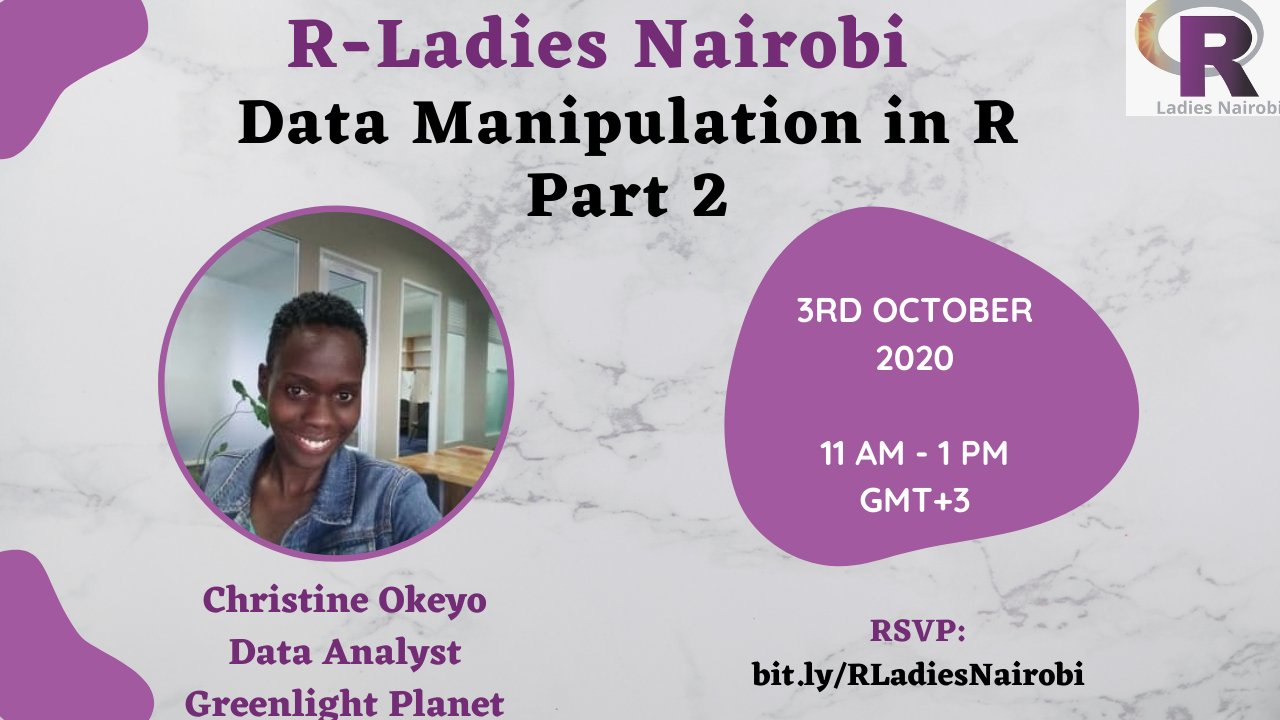 R-Ladies Nairobi
Data Manipulation in R
Part 2
R
Ladies Nairobi
3RD OCTOBER
2020
11 AM - 1 PM
GMT+3
Christine Okeyo
Data Analyst
Greenlight Planet
RSVP:
bit.ly/RLadiesNairobi